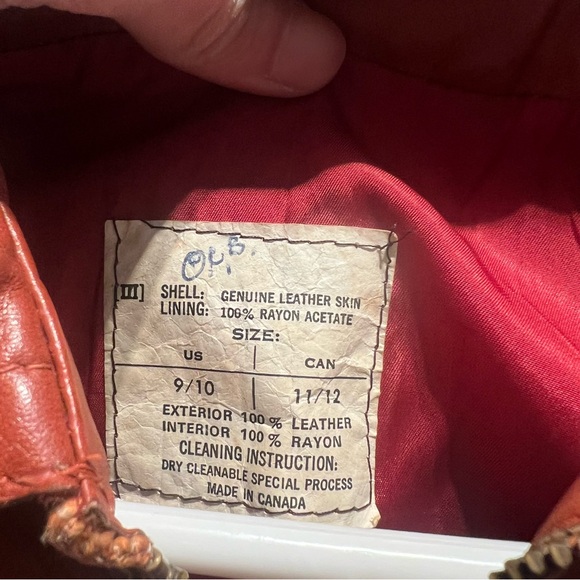 [III] SHELL: GENUINE LEATHER SKIN
LINING: 100% RAYON ACETATE
SIZE:
US | CAN
9/10 | 11/12
EXTERIOR 100 % LEATHER
INTERIOR 100 % RAYON
CLEANING INSTRUCTION:
DRY CLEANABLE SPECIAL PROCESS
MADE IN CANADA